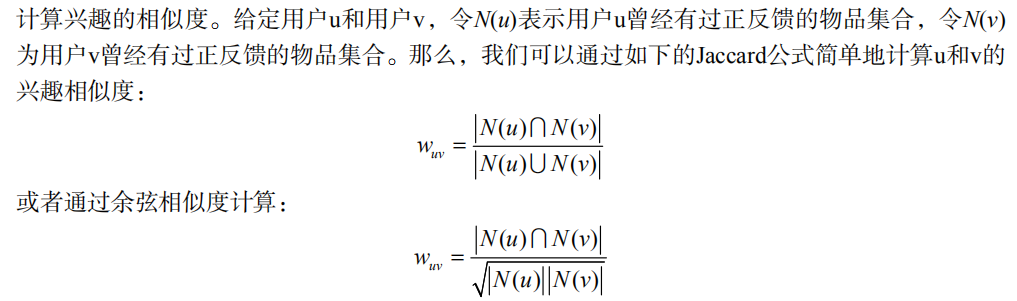 计算兴趣的相似度。给定用户u和用户v，令N(u)表示用户u曾经有过正反馈的物品集合，令N(v)
为用户v曾经有过正反馈的物品集合。那么，我们可以通过如下的Jaccard公式简单地计算u和v的
兴趣相似度：
w_{uv} = \frac{|N(u)\bigcap N(v)|}{|N(u)\bigcup N(v)|}
或者通过余弦相似度计算：
w_{uv} = \frac{|N(u)\bigcap N(v)|}{\sqrt{|N(u)||N(v)|}}